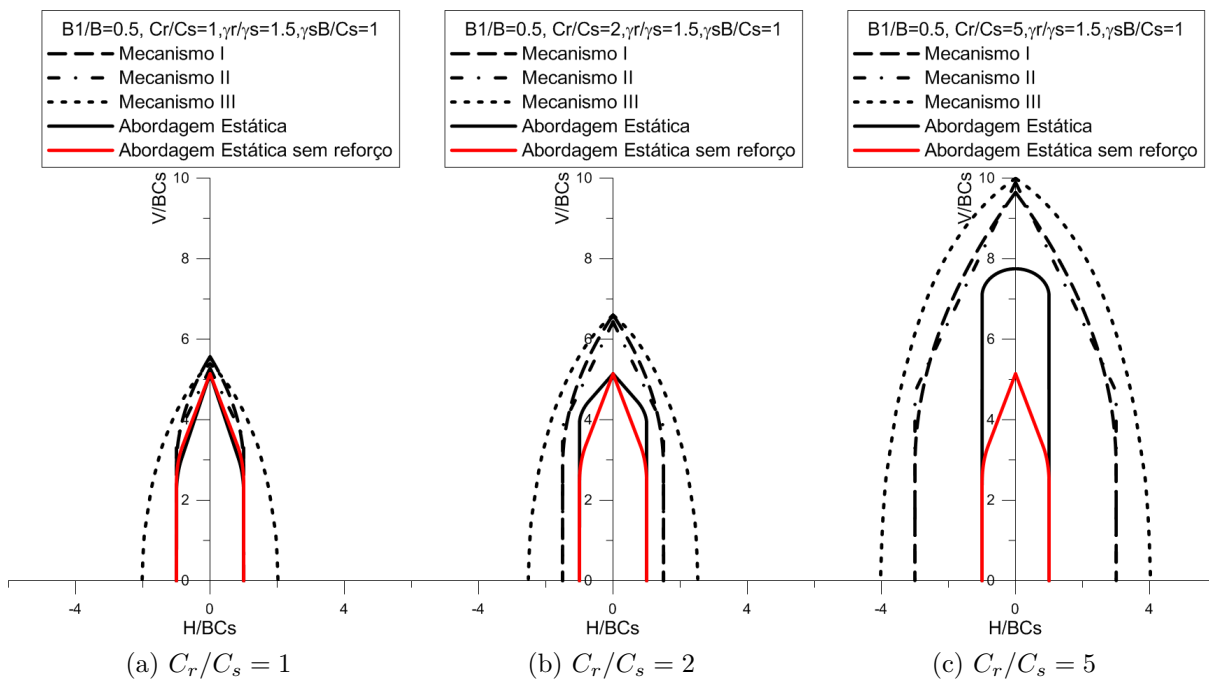 B1/B=0.5, Cr/Cs=1,γr/γs=1.5,γsB/Cs=1
Mecanismo I
Mecanismo II
Mecanismo III
Abordagem Estática
Abordagem Estática sem reforço
10
V/BCs
8
6
4
2
0
-4
0
4
H/BCs
(a) Cr/Cs = 1
B1/B=0.5, Cr/Cs=2,γr/γs=1.5,γsB/Cs=1
Mecanismo I
Mecanismo II
Mecanismo III
Abordagem Estática
Abordagem Estática sem reforço
10
V/BCs
8
6
4
2
0
-4
0
4
H/BCs
(b) Cr/Cs = 2
B1/B=0.5, Cr/Cs=5,γr/γs=1.5,γsB/Cs=1
Mecanismo I
Mecanismo II
Mecanismo III
Abordagem Estática
Abordagem Estática sem reforço
10
V/BCs
8
6
4
2
0
-4
0
4
H/BCs
(c) Cr/Cs = 5